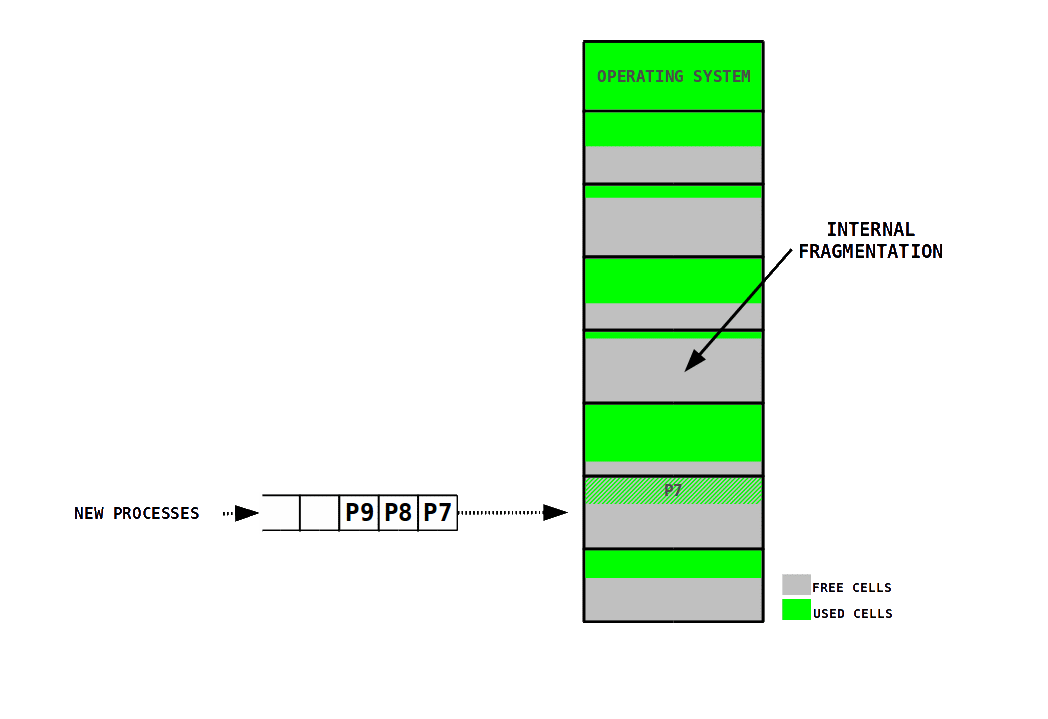 OPERATING SYSTEM
INTERNAL
FRAGMENTATION
P7
NEW PROCESSES
P9 P8 P7
FREE CELLS
USED CELLS